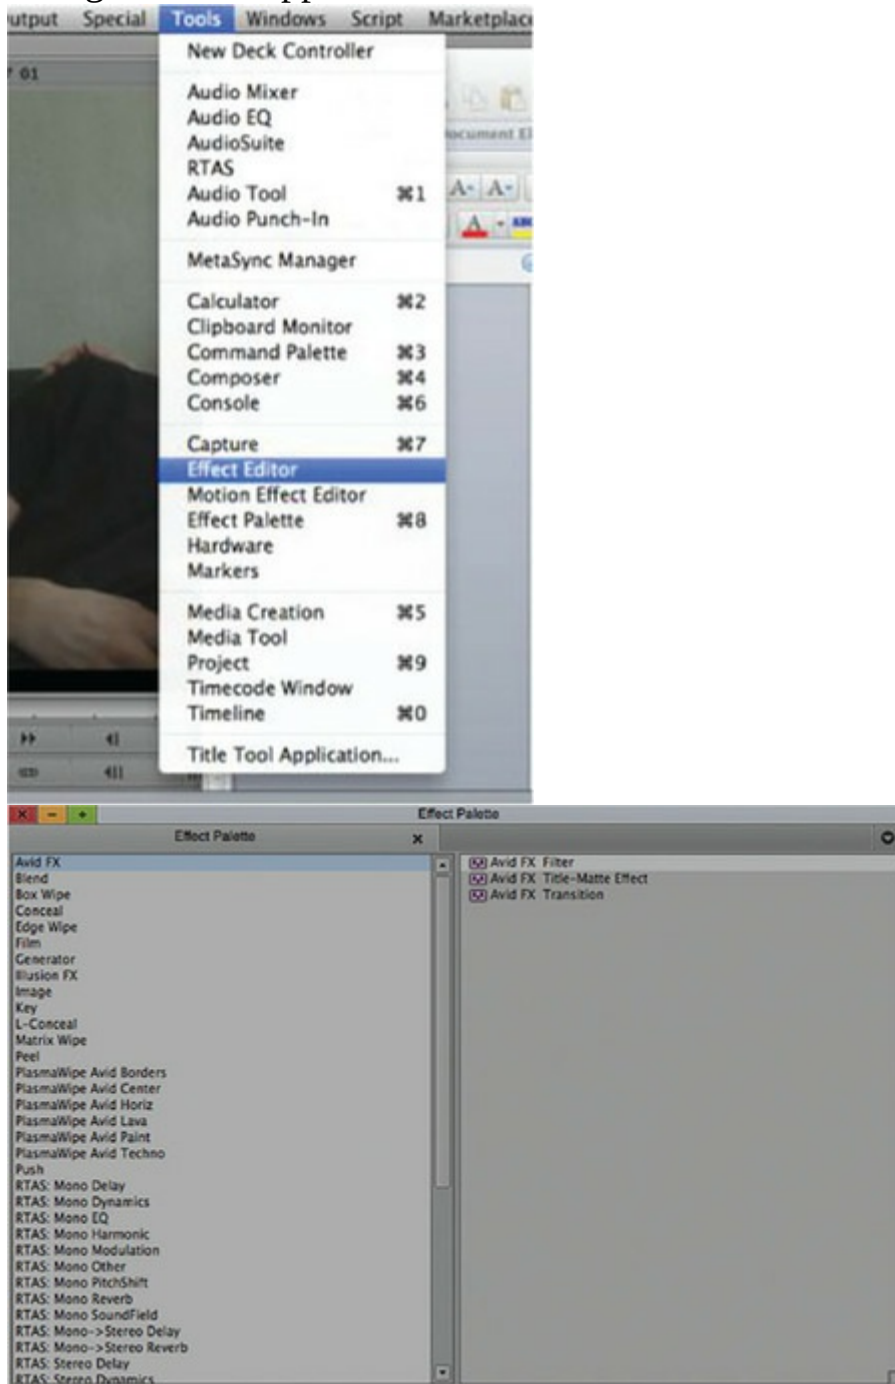 utput Special Tools Windows Script Marketplac
New Deck Controller
01
Audio Mixer
Audio EQ
AudioSuite
RTAS
Audio Tool ⌘1
Audio Punch-In
ocument El
MetaSync Manager
Calculator ⌘2
Clipboard Monitor
Command Palette ⌘3
Composer ⌘4
Console ⌘6
Capture ⌘7
Effect Editor
Motion Effect Editor
Effect Palette ⌘8
Hardware
Markers
Media Creation ⌘5
Media Tool
Project ⌘9
Timecode Window
Timeline ⌘0
Title Tool Application...
Effect Palette
Effect Palette
Avid FX
Blend
Box Wipe
Conceal
Edge Wipe
Film
Generator
Illusion FX
Image
Key
L-Conceal
Matrix Wipe
Peel
PlasmaWipe Avid Borders
PlasmaWipe Avid Center
PlasmaWipe Avid Horiz
PlasmaWipe Avid Lava
PlasmaWipe Avid Paint
PlasmaWipe Avid Techno
Push
RTAS: Mono Delay
RTAS: Mono Dynamics
RTAS: Mono EQ
RTAS: Mono Harmonic
RTAS: Mono Modulation
RTAS: Mono Other
RTAS: Mono PitchShift
RTAS: Mono Reverb
RTAS: Mono SoundField
RTAS: Mono->Stereo Delay
RTAS: Mono->Stereo Reverb
RTAS: Stereo Delay
RTAS: Stereo Dynamics
Avid FX Filter
Avid FX Title-Matte Effect
Avid FX Transition